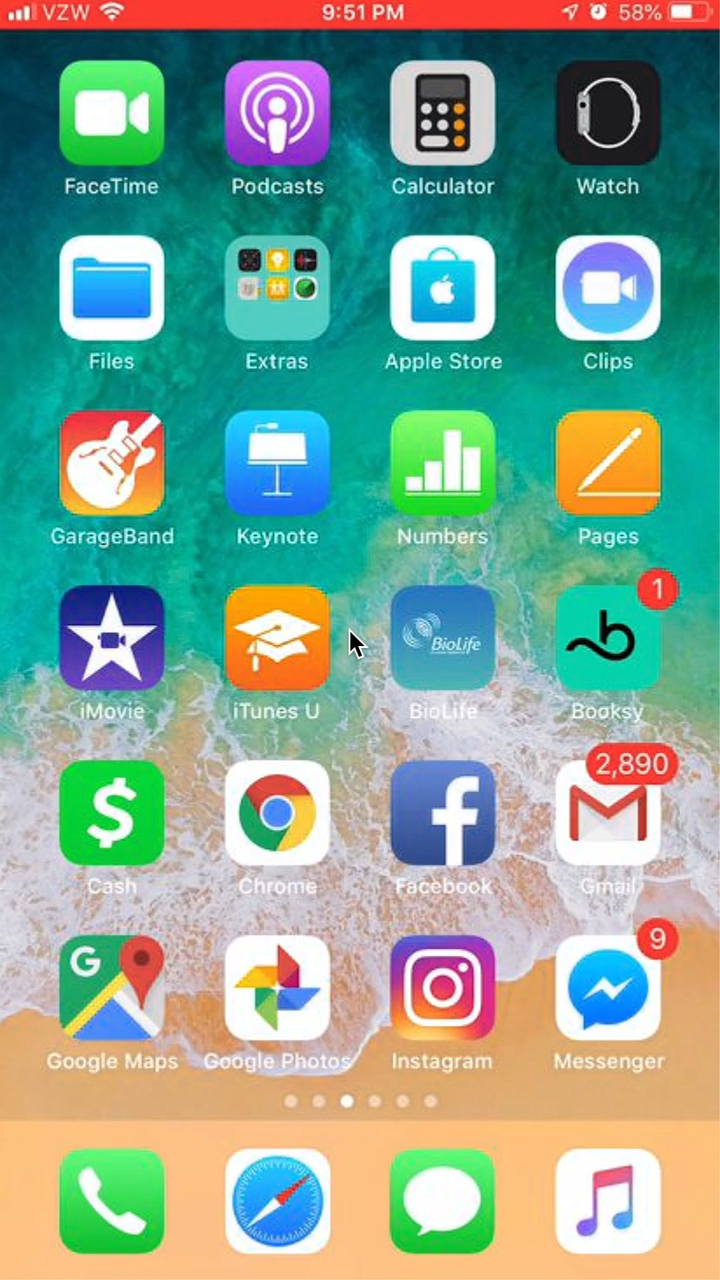 VZW 9:51 PM 58%
FaceTime Podcasts Calculator Watch
Files Extras Apple Store Clips
GarageBand Keynote Numbers Pages
1
BioLife
iMovie iTunes U BioLife Booksy
2,890
$
Cash Chrome Facebook Gmail
9
G
Google Maps Google Photos Instagram Messenger